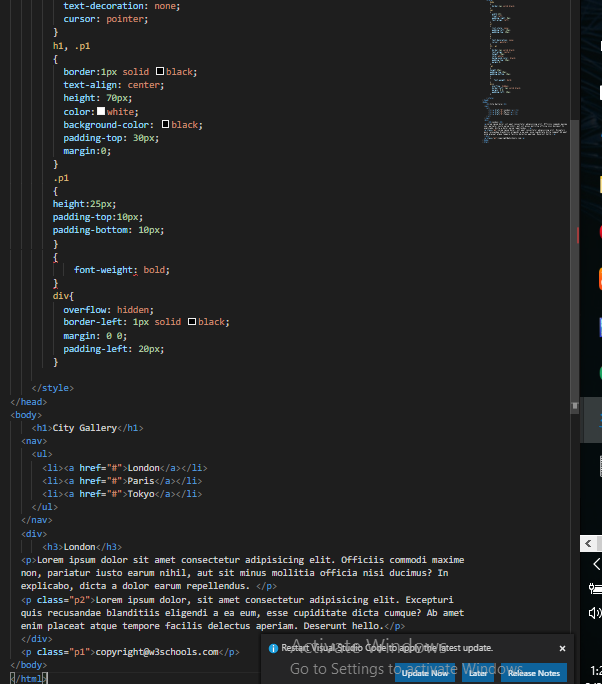 text-decoration: none;
cursor: pointer;
}
h1, .p1
{
border:1px solid black;
text-align: center;
height: 70px;
color:white;
background-color: black;
padding-top: 30px;
margin:0;
}
.p1
{
height:25px;
padding-top:10px;
padding-bottom: 10px;
}
{
font-weight: bold;
}
div{
overflow: hidden;
border-left: 1px solid black;
margin: 0 0;
padding-left: 20px;
}
</style>
</head>
<body>
<h1>City Gallery</h1>
<nav>
<ul>
<li><a href="#">London</a></li>
<li><a href="#">Paris</a></li>
<li><a href="#">Tokyo</a></li>
</ul>
</nav>
<div>
<h3>London</h3>
<p>Lorem ipsum dolor sit amet consectetur adipisicing elit. Officiis commodi maxime
non, pariatur iusto earum nihil, aut sit minus mollitia officia nisi ducimus? In
explicabo, dicta a dolor earum repellendus. </p>
<p class="p2">Lorem ipsum dolor, sit amet consectetur adipisicing elit. Excepturi
quis recusandae blanditiis eligendi a ea eum, esse cupiditate dicta cumque? Ab amet
enim placeat atque tempore facilis delectus aperiam. Deserunt hello.</p>
</div>
<p class="p1">copyright@w3schools.com</p>
</body>
</html>
Restart Visual Studio Code to apply the latest update.
Update Now Later Release Notes
Activate Windows
Go to Settings to activate Windows.
1:2